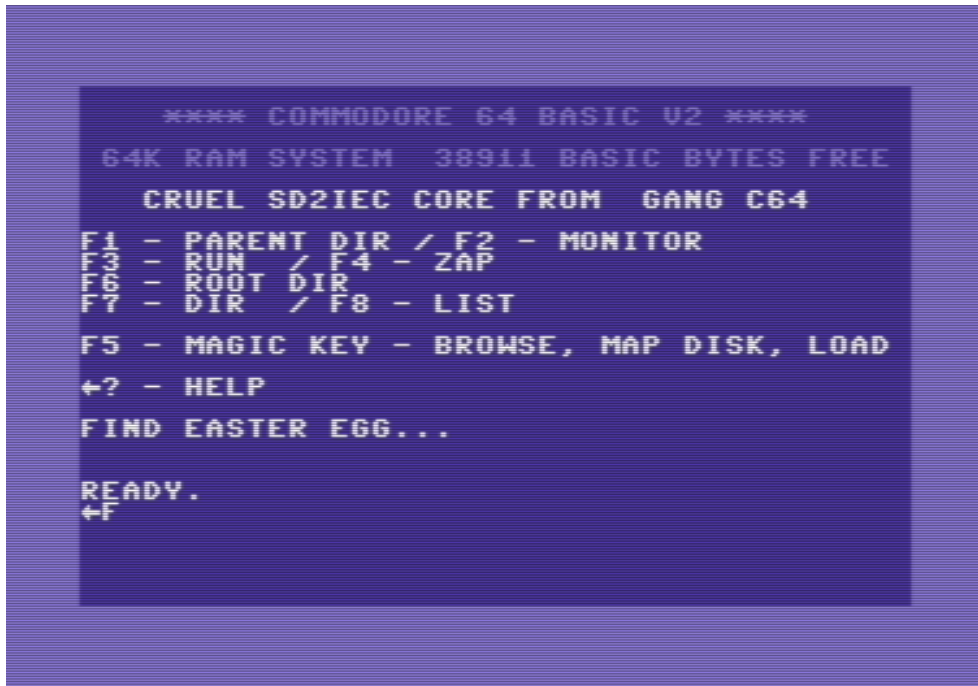 **** COMMODORE 64 BASIC V2 ****
64K RAM SYSTEM  38911 BASIC BYTES FREE
CRUEL SD2IEC CORE FROM  GANG C64
F1 - PARENT DIR / F2 - MONITOR
F3 - RUN  / F4 - ZAP
F6 - ROOT DIR
F7 - DIR  / F8 - LIST
F5 - MAGIC KEY - BROWSE, MAP DISK, LOAD
←? - HELP
FIND EASTER EGG...
READY.
←F